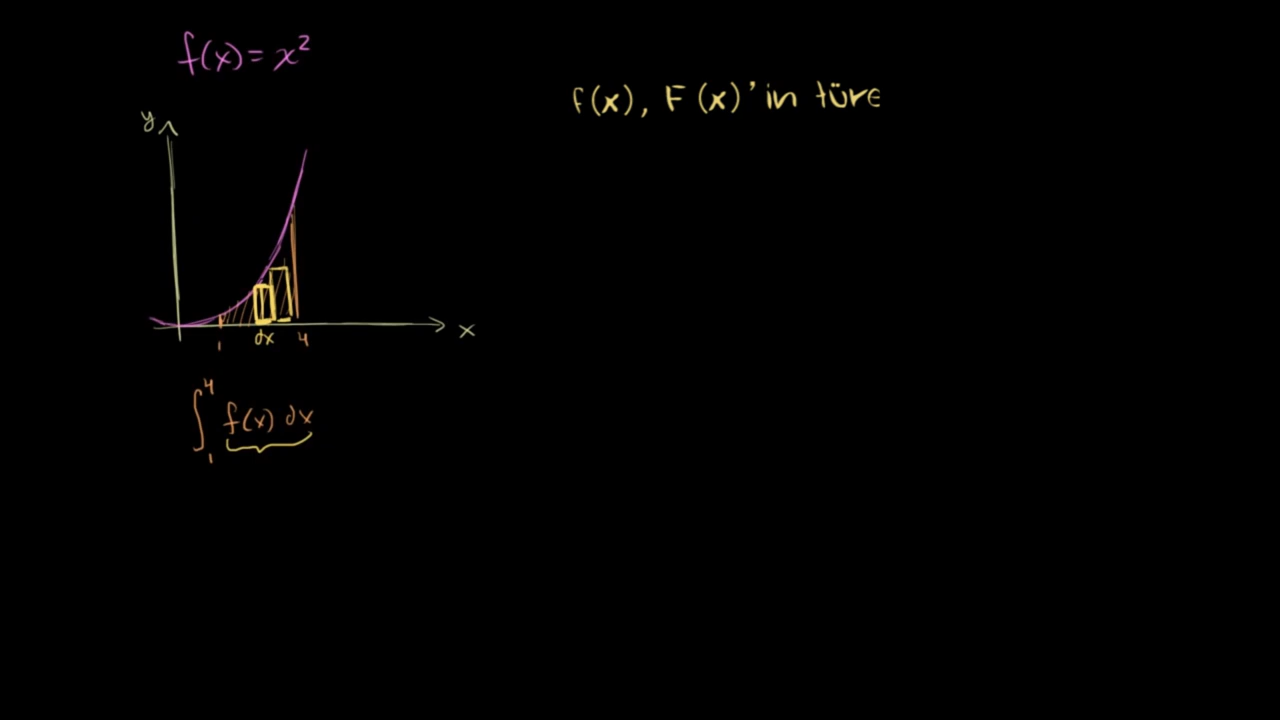 f(x) = x²
f(x), F(x)'in türe
y
x
1 dx 4
∫₁⁴ f(x) dx